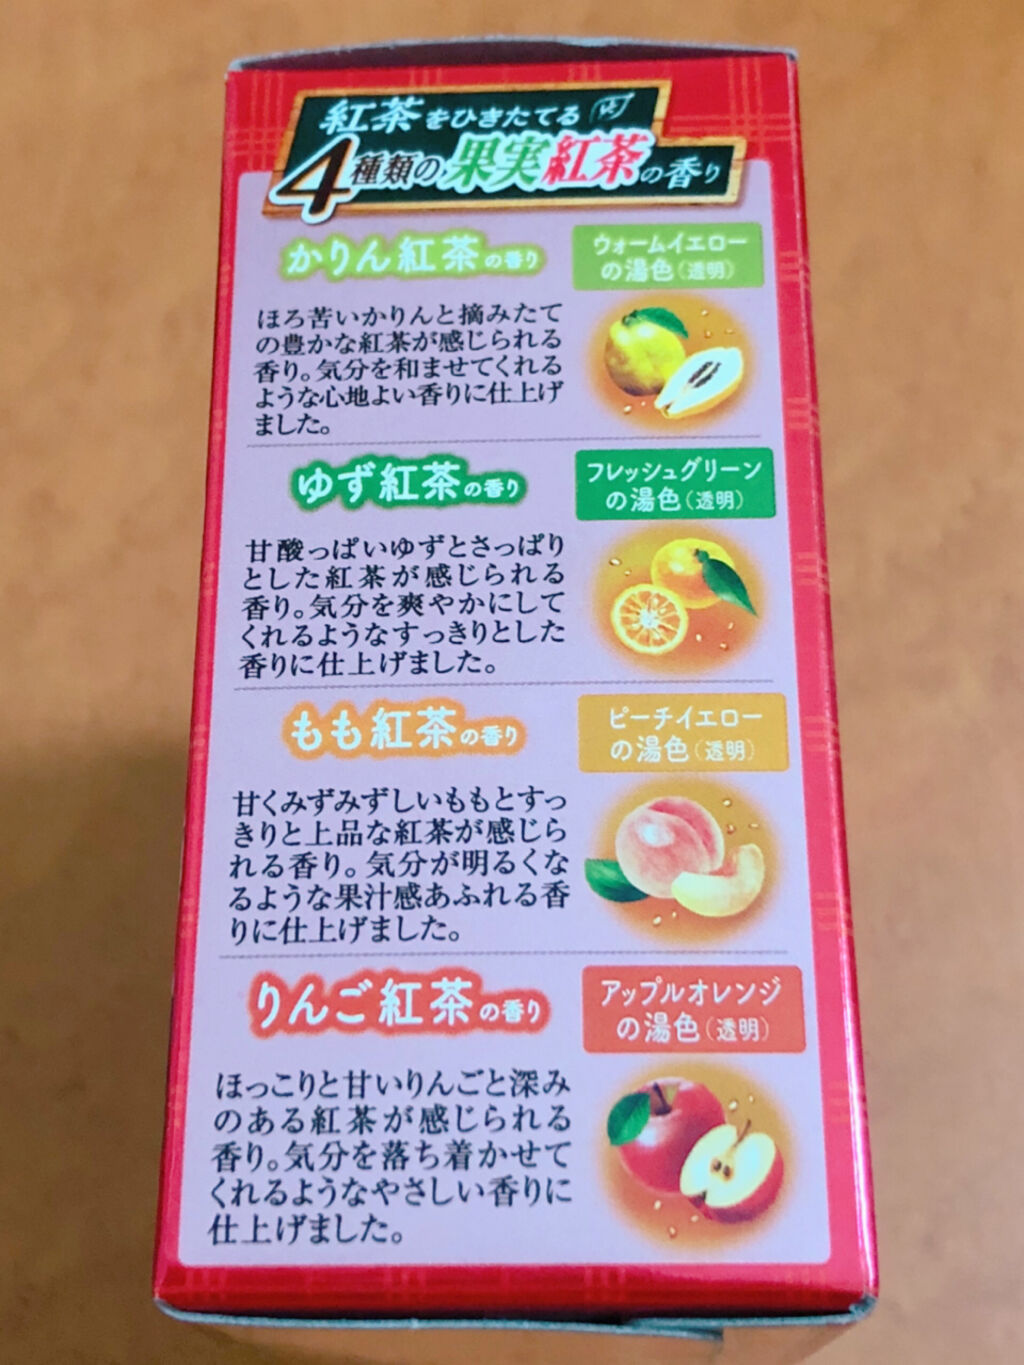 紅茶をひきたてる
4種類の果実紅茶の香り
かりん紅茶の香り
ウォームイエロー
の湯色（透明）
ほろ苦いかりんと摘みたて
の豊かな紅茶が感じられる
香り。気分を和ませてくれる
ような心地よい香りに仕上げ
ました。
ゆず紅茶の香り
フレッシュグリーン
の湯色（透明）
甘酸っぱいゆずとさっぱり
とした紅茶が感じられる
香り。気分を爽やかにして
くれるようなすっきりとした
香りに仕上げました。
もも紅茶の香り
ピーチイエロー
の湯色（透明）
甘くみずみずしいももとすっ
きりと上品な紅茶が感じら
れる香り。気分が明るくな
るような果汁感あふれる香
りに仕上げました。
りんご紅茶の香り
アップルオレンジ
の湯色（透明）
ほっこりと甘いりんごと深み
のある紅茶が感じられる
香り。気分を落ち着かせて
くれるようなやさしい香りに
仕上げました。